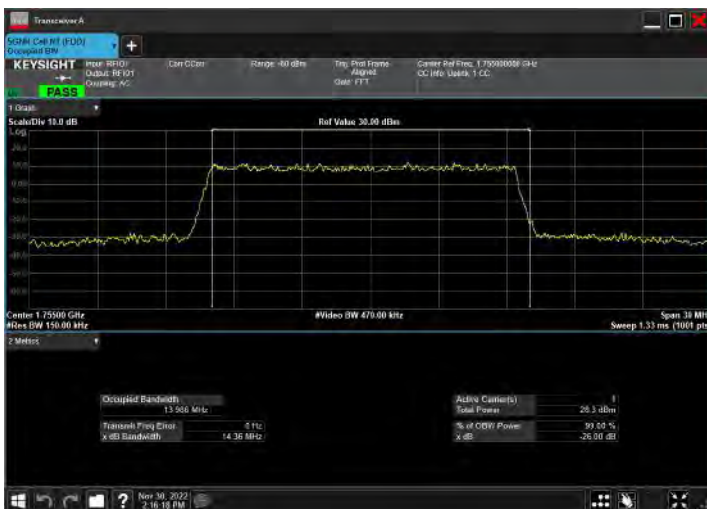 Transceiver A
5GNR Cell NT (FDD)
Occupied BW
KEYSIGHT
PASS
Input: RFIO1
Output: RFIO1
Coupling: AC
Corr CCorr
Range: -60 dBm
Trig: Prot Frame
Aligned
Gate: FFT
Center Ref Freq: 1.755000000 GHz
CC Info: Uplink, 1 CC
1 Graph
Scale/Div 10.0 dB
Ref Value 30.00 dBm
Log
Center 1.75500 GHz
#Res BW 150.00 kHz
#Video BW 470.00 kHz
Span 30 MH
Sweep 1.33 ms (1001 pts
2 Metrics
Occupied Bandwidth
13.986 MHz
Transmit Freq Error
0 Hz
x dB Bandwidth
14.36 MHz
Active Carrier(s)
1
Total Power
28.3 dBm
% of OBW Power
99.00 %
x dB
-26.00 dB
Nov 30, 2022
2:16:18 PM